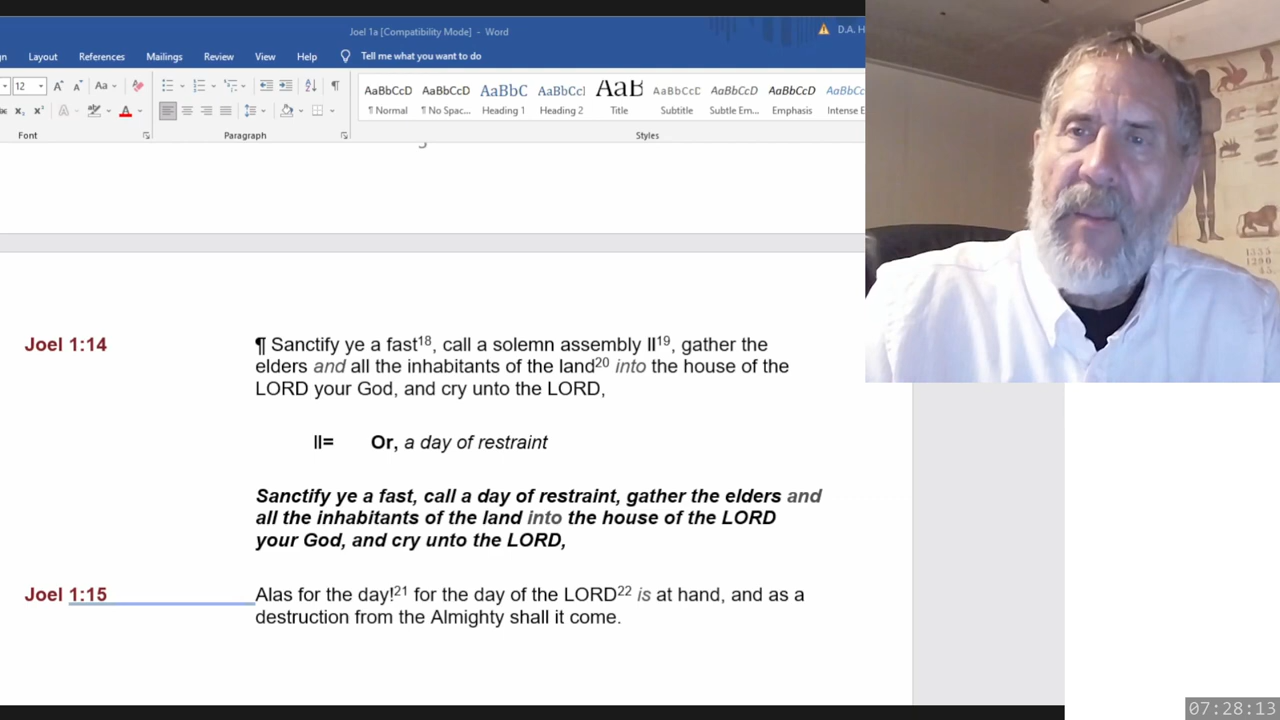 Joel 1a [Compatibility Mode] - Word
D.A. H
Layout References Mailings Review View Help Tell me what you want to do
12 Aa
AaBbCcD AaBbCcD AaBbC AaBbCcI AaB AaBbCcD AaBbCcD AaBbCcD AaBbCc
¶ Normal ¶ No Spac... Heading 1 Heading 2 Title Subtitle Subtle Em... Emphasis Intense E
Font Paragraph Styles
Joel 1:14 ¶ Sanctify ye a fast18, call a solemn assembly II19, gather the
elders and all the inhabitants of the land20 into the house of the
LORD your God, and cry unto the LORD,
II= Or, a day of restraint
Sanctify ye a fast, call a day of restraint, gather the elders and
all the inhabitants of the land into the house of the LORD
your God, and cry unto the LORD,
Joel 1:15 Alas for the day!21 for the day of the LORD22 is at hand, and as a
destruction from the Almighty shall it come.
07:28:13